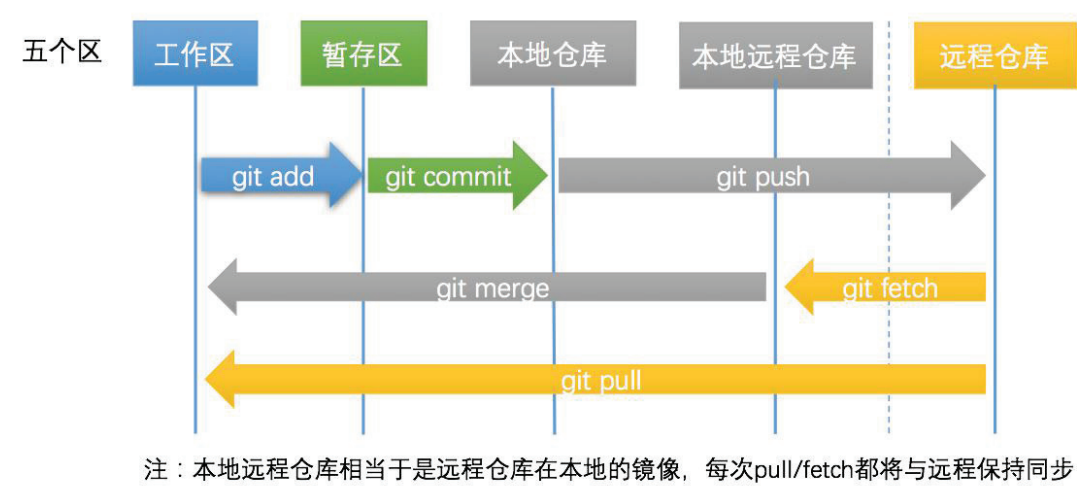 五个区 工作区 暂存区 本地仓库 本地远程仓库 远程仓库
git add git commit git push
git merge git fetch
git pull
注：本地远程仓库相当于是远程仓库在本地的镜像，每次pull/fetch都将与远程保持同步